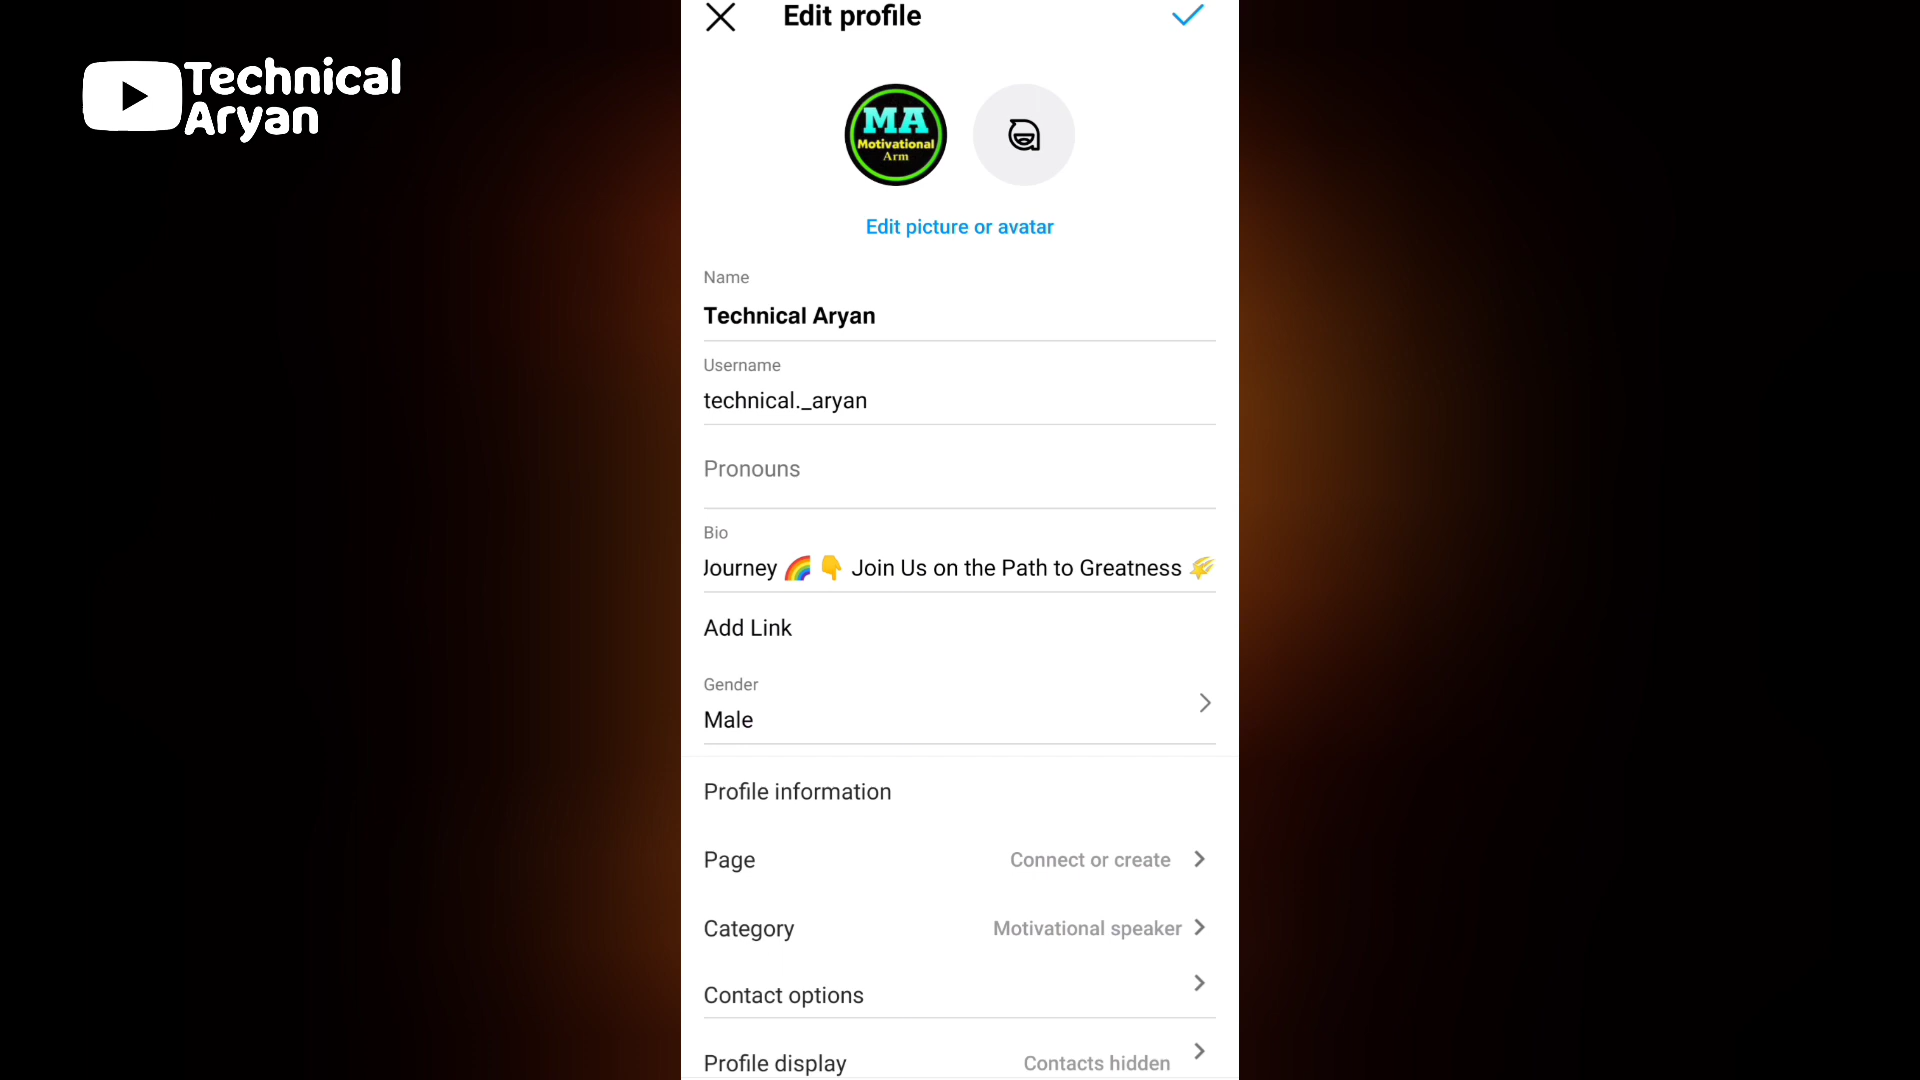 Technical
Aryan
Edit profile
MA
Motivational
Arm
Edit picture or avatar
Name
Technical Aryan
Username
technical._aryan
Pronouns
Bio
Journey 🌈 👇 Join Us on the Path to Greatness 🌠
Add Link
Gender
Male
Profile information
Page Connect or create
Category Motivational speaker
Contact options
Profile display Contacts hidden